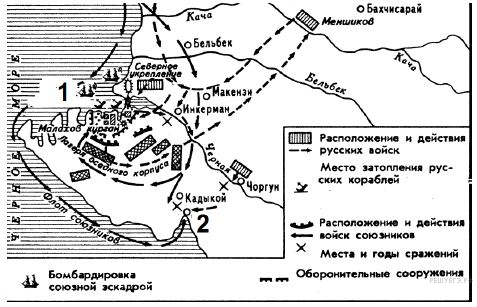 Кача
Бахчисарай
Меншиков
Бельбек
Северное
укрепление
Кача
Бельбек
Макензи
1
Инкерман
Малахов курган
Лагерь осадного корпуса
Черная
Чоргун
ЧЕРНОЕ МОРЕ
Флот союзников
Кадыкой
2
Расположение и действия
русских войск
Место затопления рус-
ских кораблей
Расположение и действия
войск союзников
Места и годы сражений
Бомбардировка
союзной эскадрой
Оборонительные сооружения